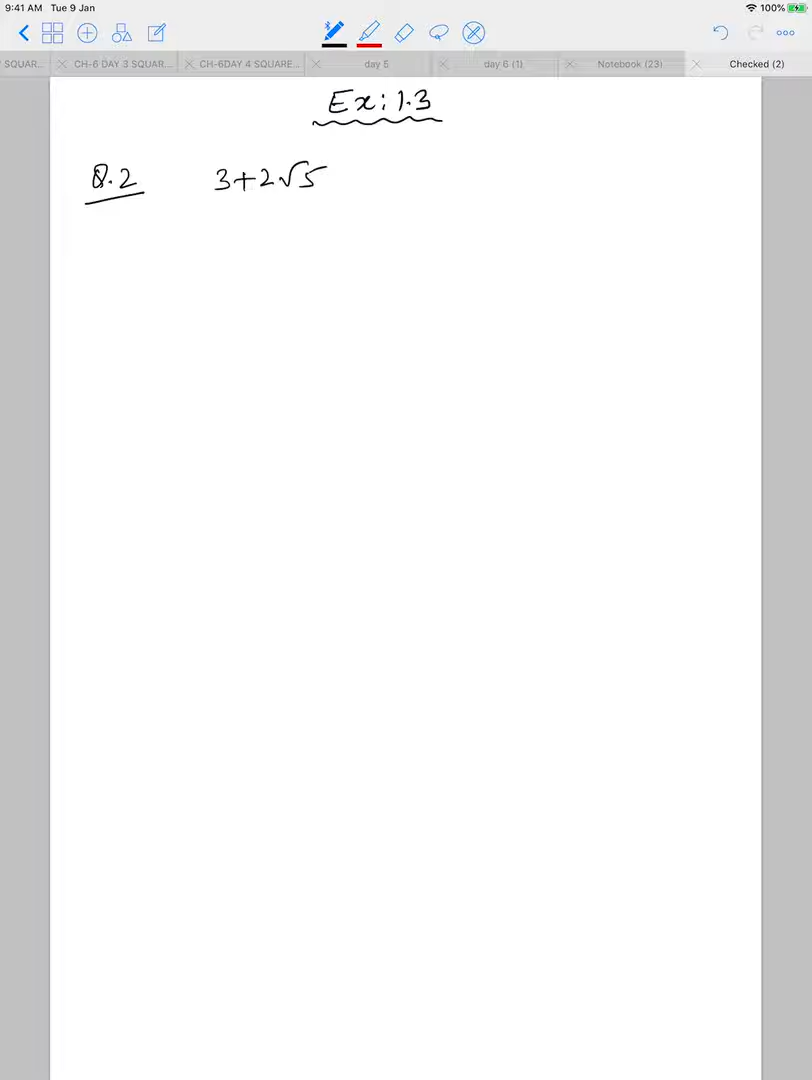 9:41 AM Tue 9 Jan 100%
SQUAR... CH-6 DAY 3 SQUAR... CH-6DAY 4 SQUARE... day 5 day 6 (1) Notebook (23) Checked (2)
Ex: 1.3
Q.2 3+2√5